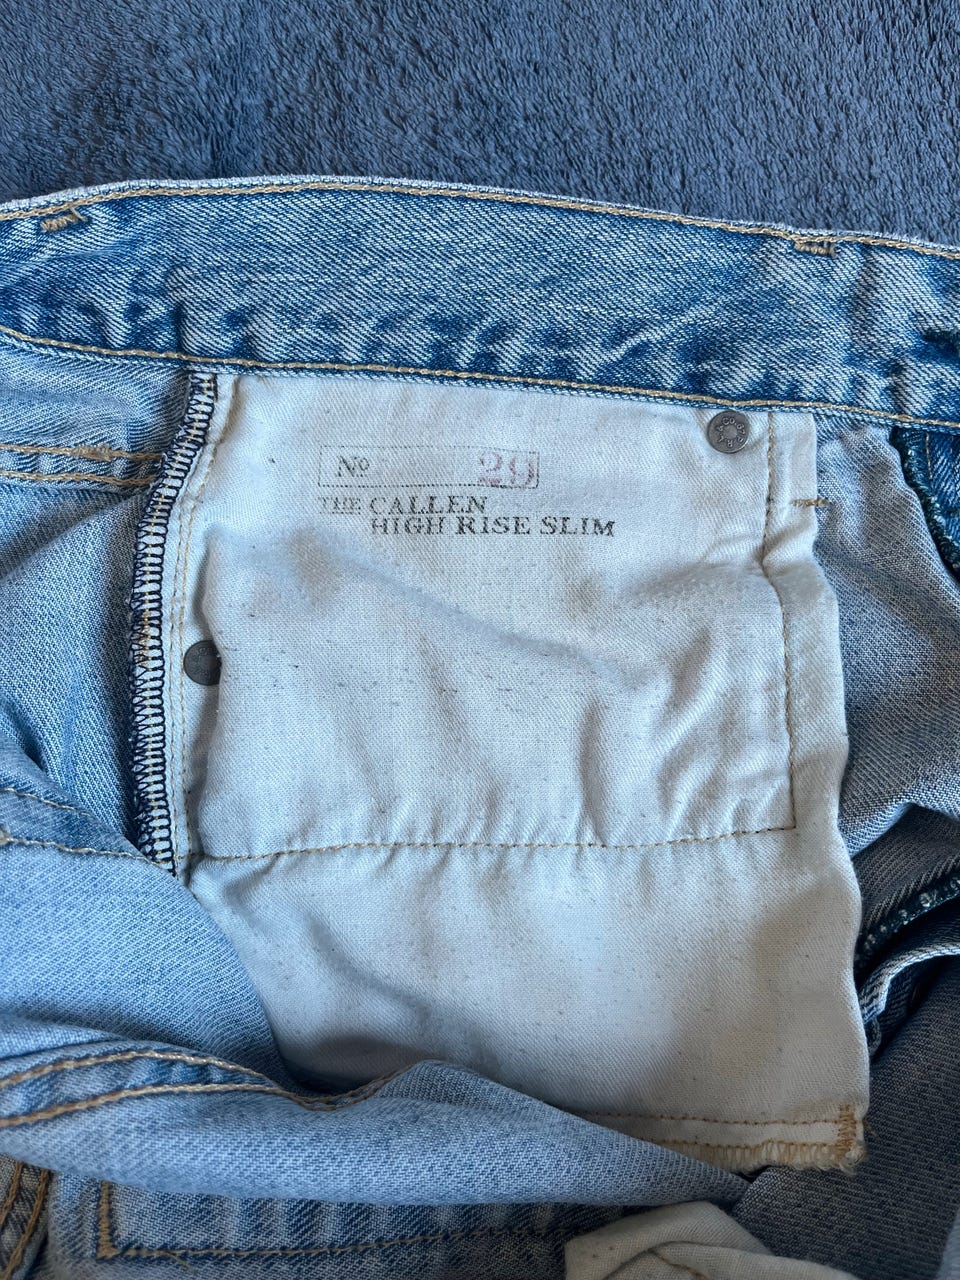 No 29
THE CALLEN
HIGH RISE SLIM